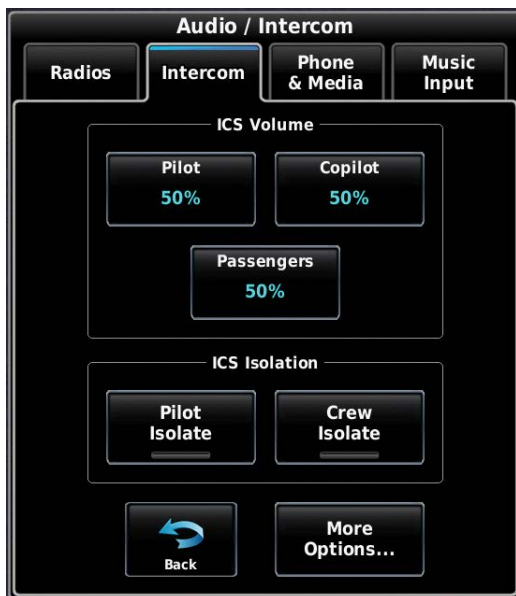 Audio / Intercom
Radios
Intercom
Phone
& Media
Music
Input
ICS Volume
Pilot
50%
Copilot
50%
Passengers
50%
ICS Isolation
Pilot
Isolate
Crew
Isolate
Back
More
Options...